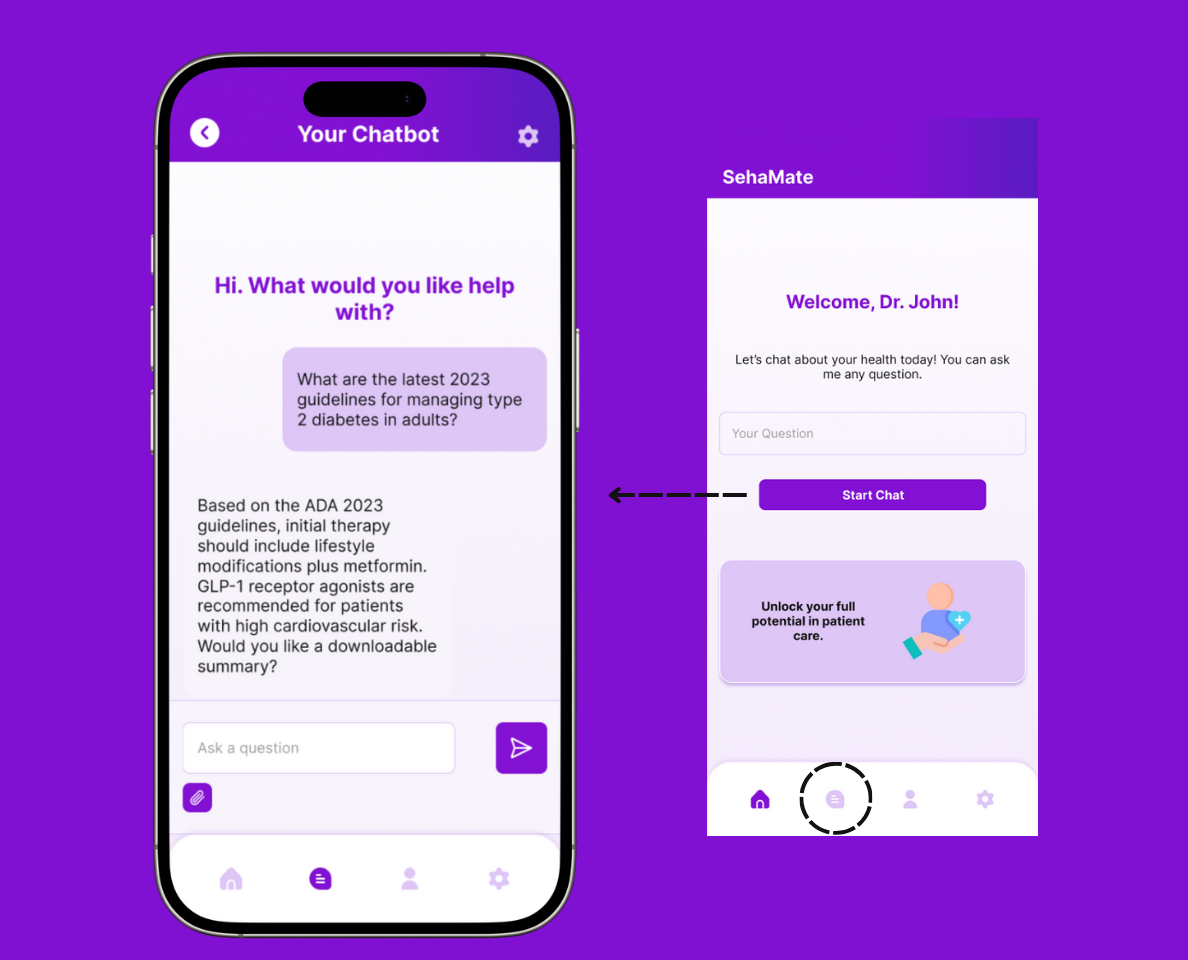 Your Chatbot
Hi. What would you like help
with?
What are the latest 2023
guidelines for managing type
2 diabetes in adults?
Based on the ADA 2023
guidelines, initial therapy
should include lifestyle
modifications plus metformin.
GLP-1 receptor agonists are
recommended for patients
with high cardiovascular risk.
Would you like a downloadable
summary?
Ask a question
SehaMate
Welcome, Dr. John!
Let's chat about your health today! You can ask
me any question.
Your Question
Start Chat
Unlock your full
potential in patient
care.